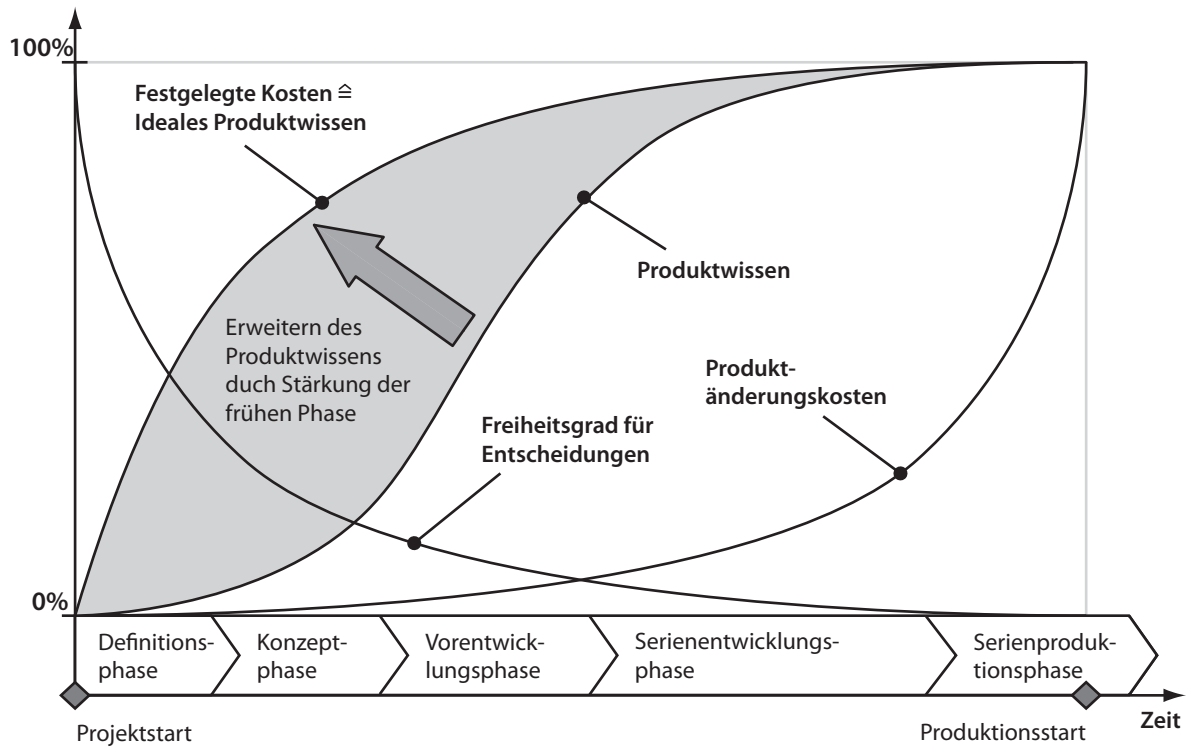 100%
Festgelegte Kosten ≙
Ideales Produktwissen
Produktwissen
Erweitern des
Produktwissens
duch Stärkung der
frühen Phase
Produkt-
änderungskosten
Freiheitsgrad für
Entscheidungen
0%
Definitions-
phase
Konzept-
phase
Vorentwick-
lungsphase
Serienentwicklungs-
phase
Serienproduk-
tionsphase
Projektstart
Produktionsstart
Zeit